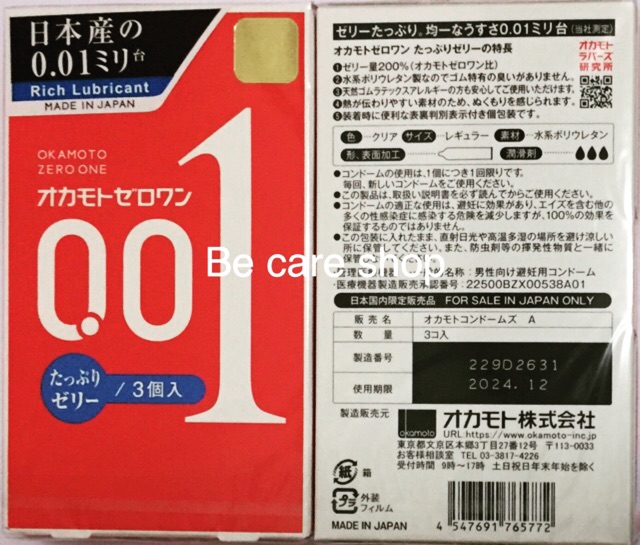 日本産の
0.01ミリ台
Rich Lubricant
MADE IN JAPAN
OKAMOTO
ZERO ONE
オカモトゼロワン
0.01
たっぷり
ゼリー
/3個入
ゼリーたっぷり。均一なうすさ0.01ミリ台(当社測定)
オカモトゼロワン たっぷりゼリーの特長
オカモト
ラバーズ
研究所
①ゼリー量200%(オカモトゼロワン比)
②水系ポリウレタン製なのでゴム特有の臭いがありません。
③天然ゴムラテックスアレルギーの方も安心してご使用いただけます。
④熱が伝わりやすい素材のため、ぬくもりを感じられます。
⑤装着時に便利な表裏判別表示付き個包装です。
色 クリア サイズ レギュラー 素材 水系ポリウレタン
形、表面加工 潤滑剤
●コンドームの使用は、1個につき1回限りです。
毎回、新しいコンドームをご使用ください。
●この製品は、取扱い説明書を必ず読んでからご使用ください。
●コンドームの適正な使用は、避妊に効果があり、エイズを含む他の
多くの性感染症に感染する危険を減少しますが、100%の効果を
保証するものではありません。
●この包装に入れたまま、直射日光や高温多湿の場所を避け涼しい
所に保管してください。また、防虫剤等の揮発性物質と一緒に
保管しないでください。
Be care shop
管理医療機器 名称:男性向け避妊用コンドーム
医療機器製造販売承認番号:22500BZX00538A01
日本国内限定販売品 FOR SALE IN JAPAN ONLY
販売名 オカモトコンドームズ A
数量 3コ入
製造番号 229D2631
使用期限 2024.12
製造販売元 okamoto オカモト株式会社
URL https://www.okamoto-inc.jp
東京都文京区本郷3丁目27番12号 〒113-0033
お客様相談室 TEL 03-3817-4226
受付時間 9時〜17時 土日祝日年末年始を除く
紙 箱
プラ 外装
フィルム
MADE IN JAPAN
4 547691 765772